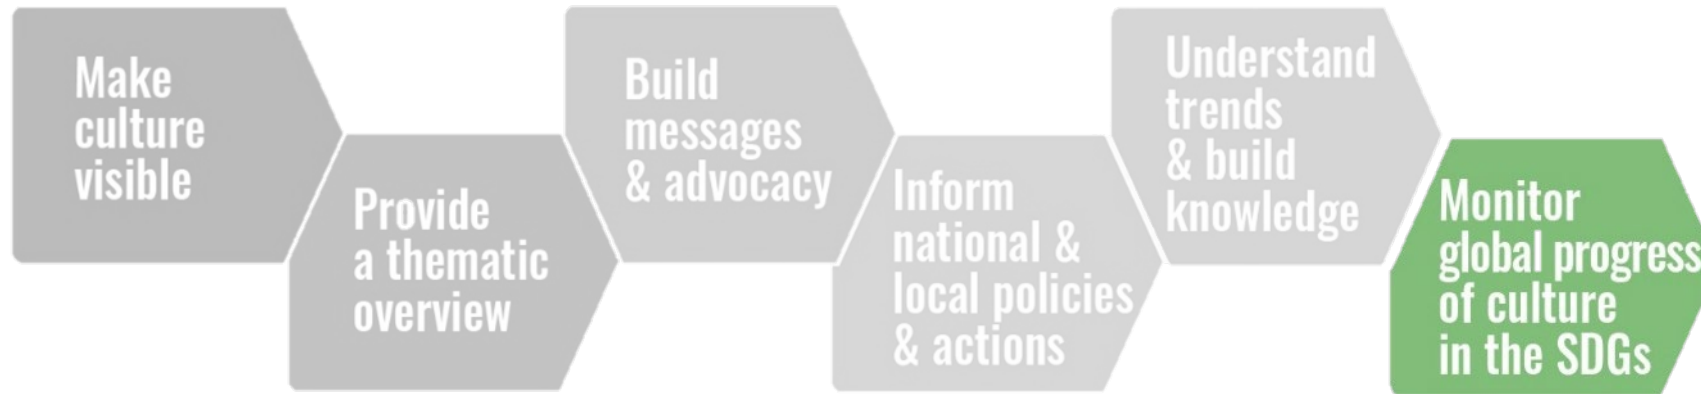 Make
culture
visible
Provide
a thematic
overview
Build
messages
& advocacy
Inform
national &
local policies
& actions
Understand
trends
& build
knowledge
Monitor
global progress
of culture
in the SDGs